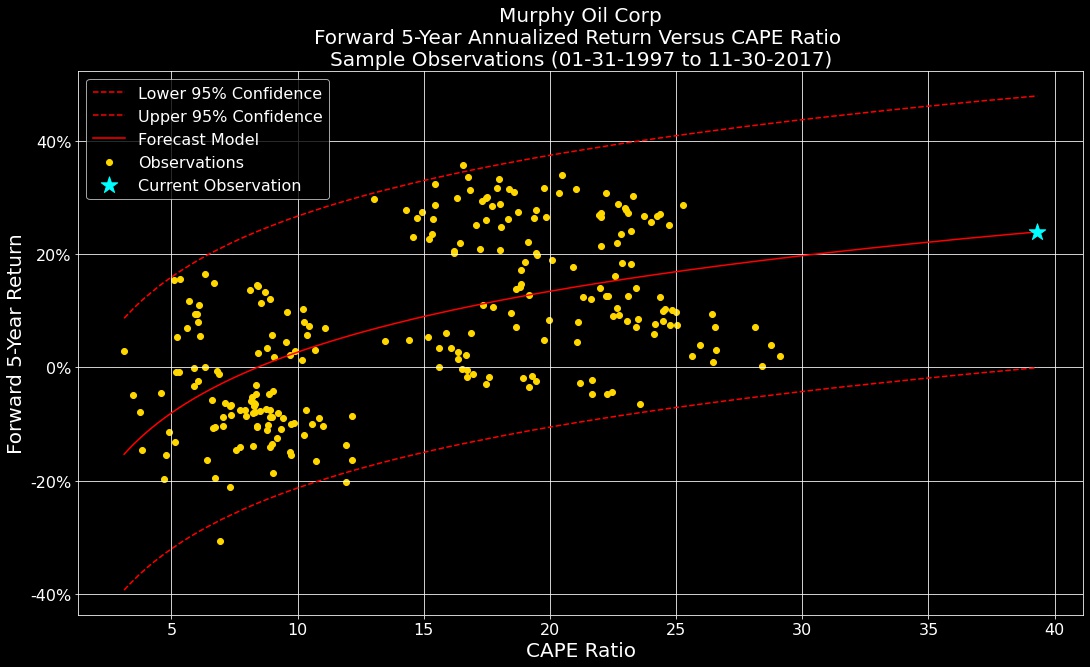 Murphy Oil Corp
Forward 5-Year Annualized Return Versus CAPE Ratio
Sample Observations (01-31-1997 to 11-30-2017)
Lower 95% Confidence
Upper 95% Confidence
Forecast Model
Observations
Current Observation
Forward 5-Year Return
40%
20%
0%
-20%
-40%
5 10 15 20 25 30 35 40
CAPE Ratio